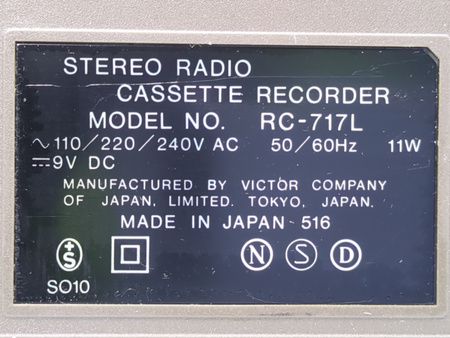 STEREO RADIO
CASSETTE RECORDER
MODEL NO. RC-717L
~110/220/240V AC 50/60Hz 11W
⎓9V DC
MANUFACTURED BY VICTOR COMPANY
OF JAPAN, LIMITED. TOKYO, JAPAN.
MADE IN JAPAN 516
S N S D
SO10